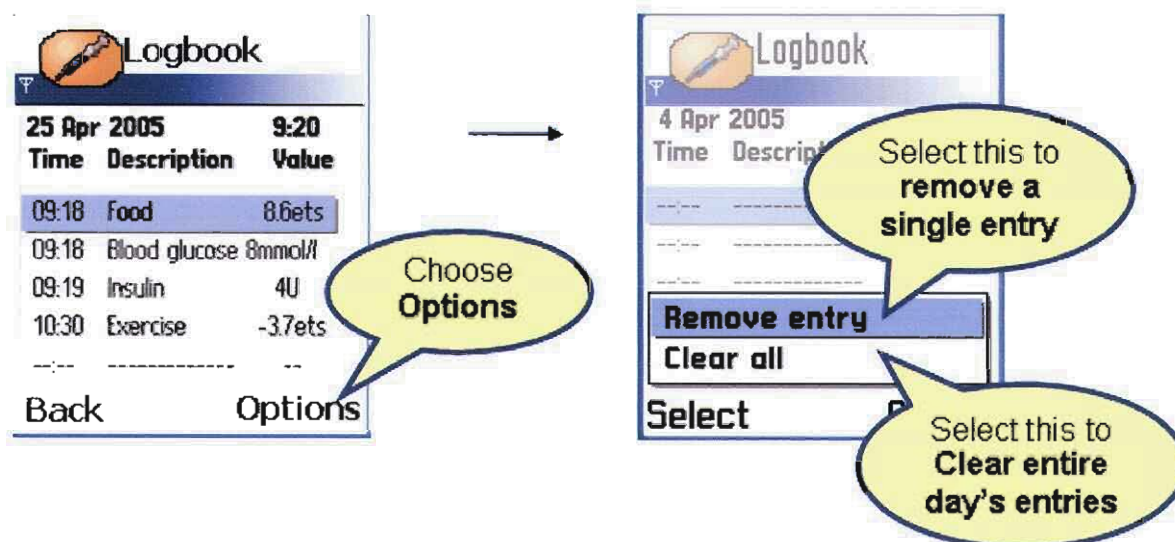 Logbook
25 Apr 2005 9:20
Time Description Value
09:18 Food 8.6ets
09:18 Blood glucose 8mmol/l
09:19 Insulin 4U
10:30 Exercise -3.7ets
--:-- ------------- --
Back Options
Choose
Options
Logbook
4 Apr 2005
Time
--:-- -------------
--:-- -------------
--:-- -------------
Remove entry
Clear all
Select
Select this to
remove a
single entry
Select this to
Clear entire
day's entries